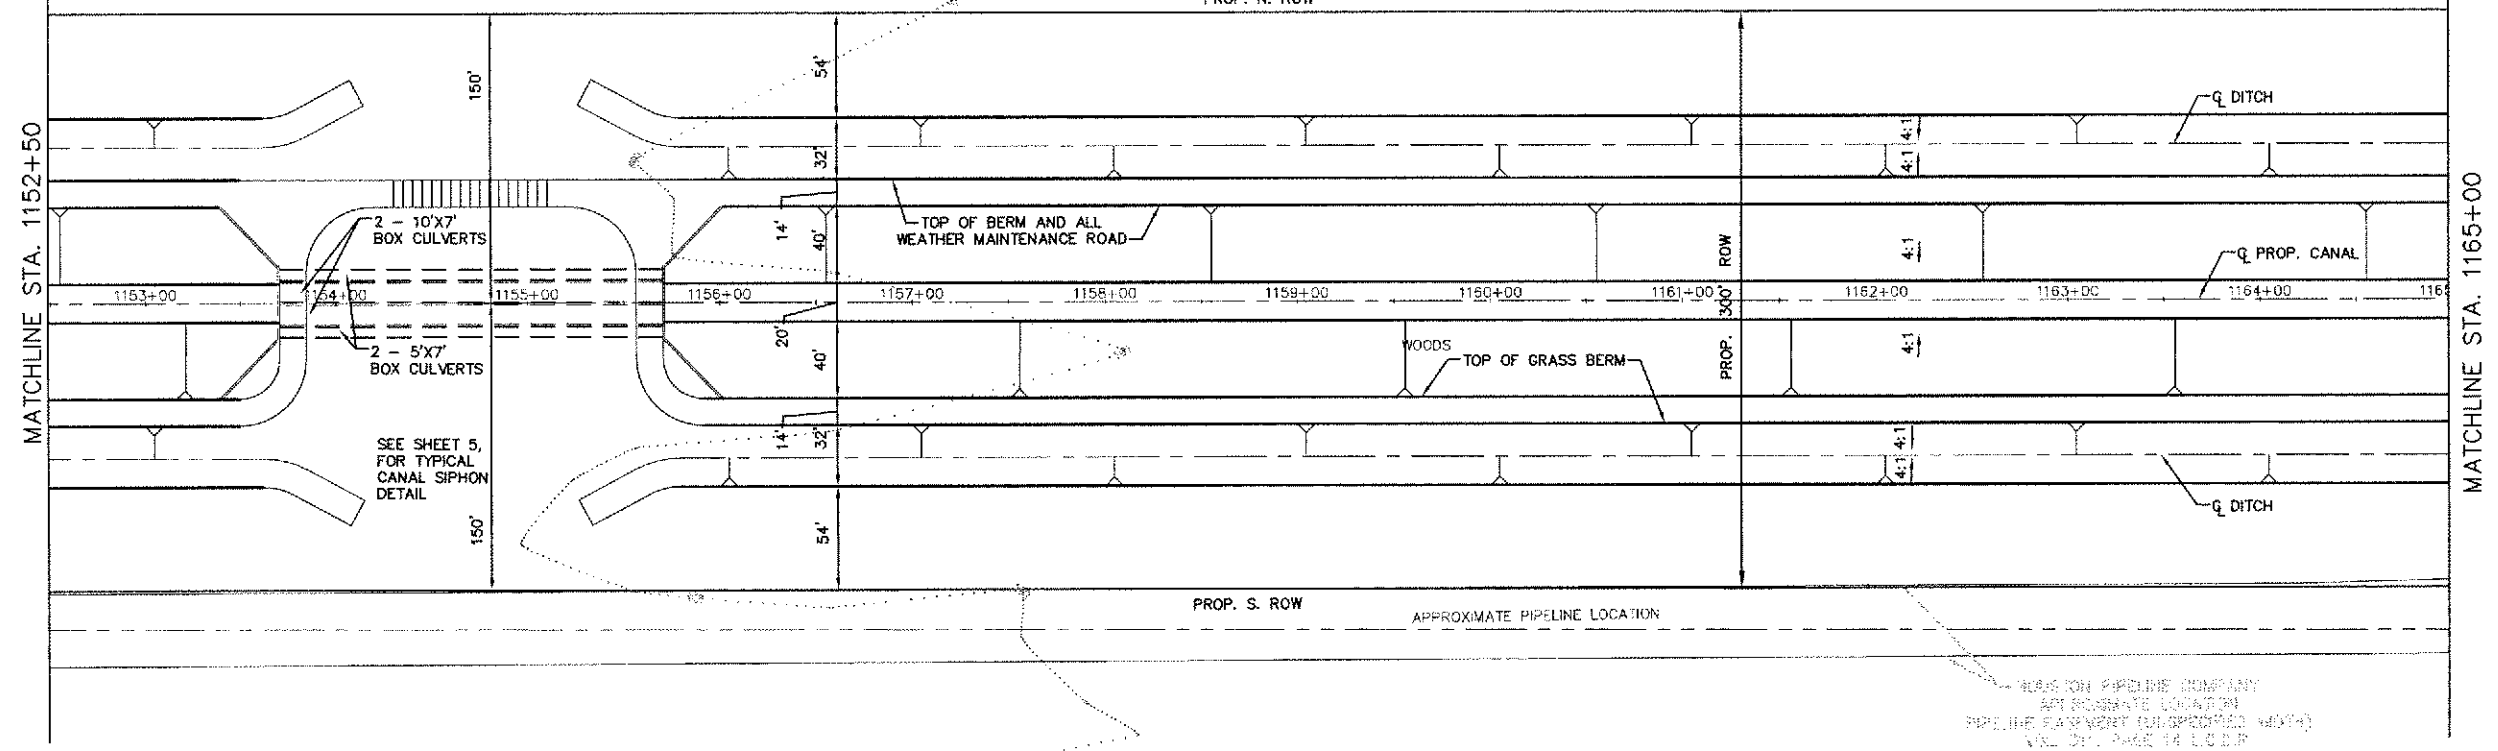 PROP. N. ROW
MATCHLINE STA. 1152+50
150'
54'
32'
14'
40'
20'
40'
14'
32'
54'
150'
2 - 10'X7'
BOX CULVERTS
2 - 5'X7'
BOX CULVERTS
SEE SHEET 5,
FOR TYPICAL
CANAL SIPHON
DETAIL
TOP OF BERM AND ALL
WEATHER MAINTENANCE ROAD
1153+00
1154+00
1155+00
1156+00
1157+00
1158+00
1159+00
1160+00
1161+00
1162+00
1163+00
1164+00
WOODS
TOP OF GRASS BERM
PROP. 300' ROW
4:1
4:1
4:1
4:1
4:1
4:1
℄ DITCH
℄ PROP. CANAL
℄ DITCH
MATCHLINE STA. 1165+00
PROP. S. ROW
APPROXIMATE PIPELINE LOCATION
PIPELINE COMPANY
LOCATION